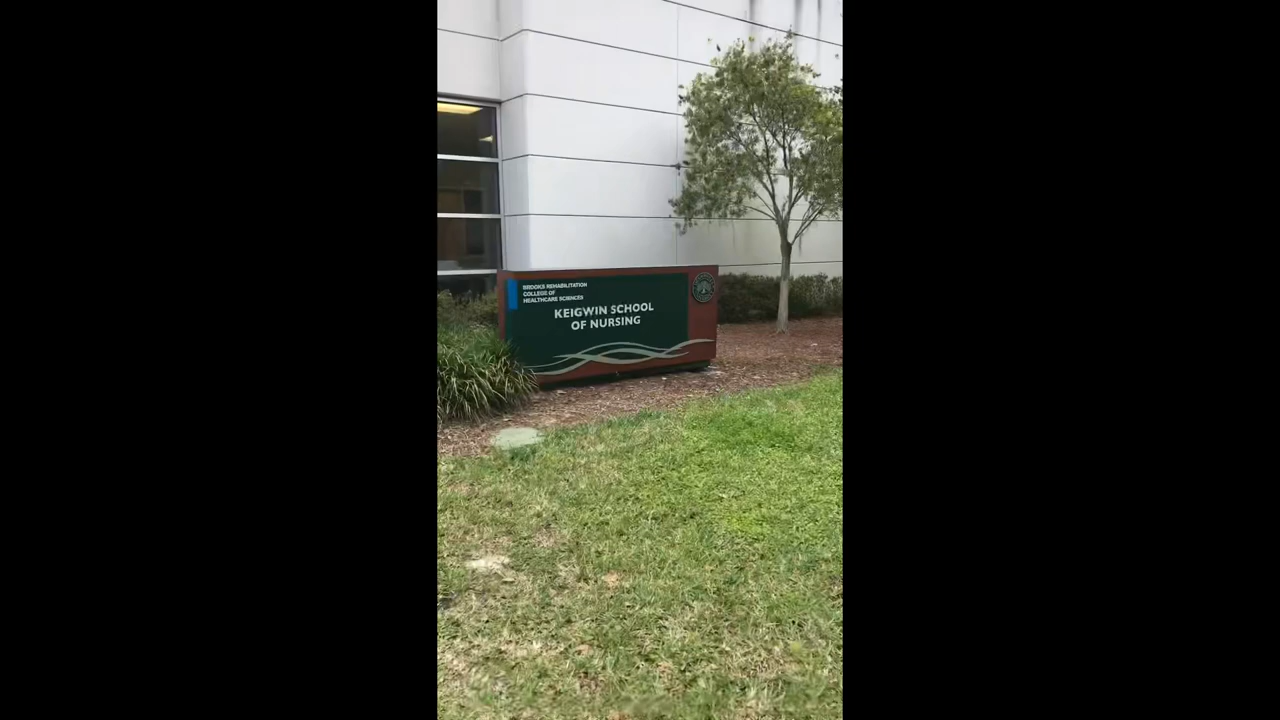 BROOKS REHABILITATION
COLLEGE OF
HEALTHCARE SCIENCES
KEIGWIN SCHOOL
OF NURSING